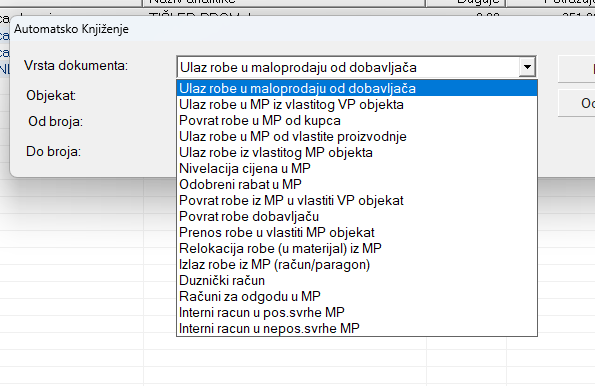 Naziv analitike Duguje
Automatsko Knjiženje
Vrsta dokumenta: Ulaz robe u maloprodaju od dobavljača
Objekat:
Od broja:
Do broja:
Ulaz robe u maloprodaju od dobavljača
Ulaz robe u MP iz vlastitog VP objekta
Povrat robe u MP od kupca
Ulaz robe u MP od vlastite proizvodnje
Ulaz robe iz vlastitog MP objekta
Nivelacija cijena u MP
Odobreni rabat u MP
Povrat robe iz MP u vlastiti VP objekat
Povrat robe dobavljaču
Prenos robe u vlastiti MP objekat
Relokacija robe (u materijal) iz MP
Izlaz robe iz MP (račun/paragon)
Duznički račun
Računi za odgodu u MP
Interni racun u pos.svrhe MP
Interni racun u nepos.svrhe MP